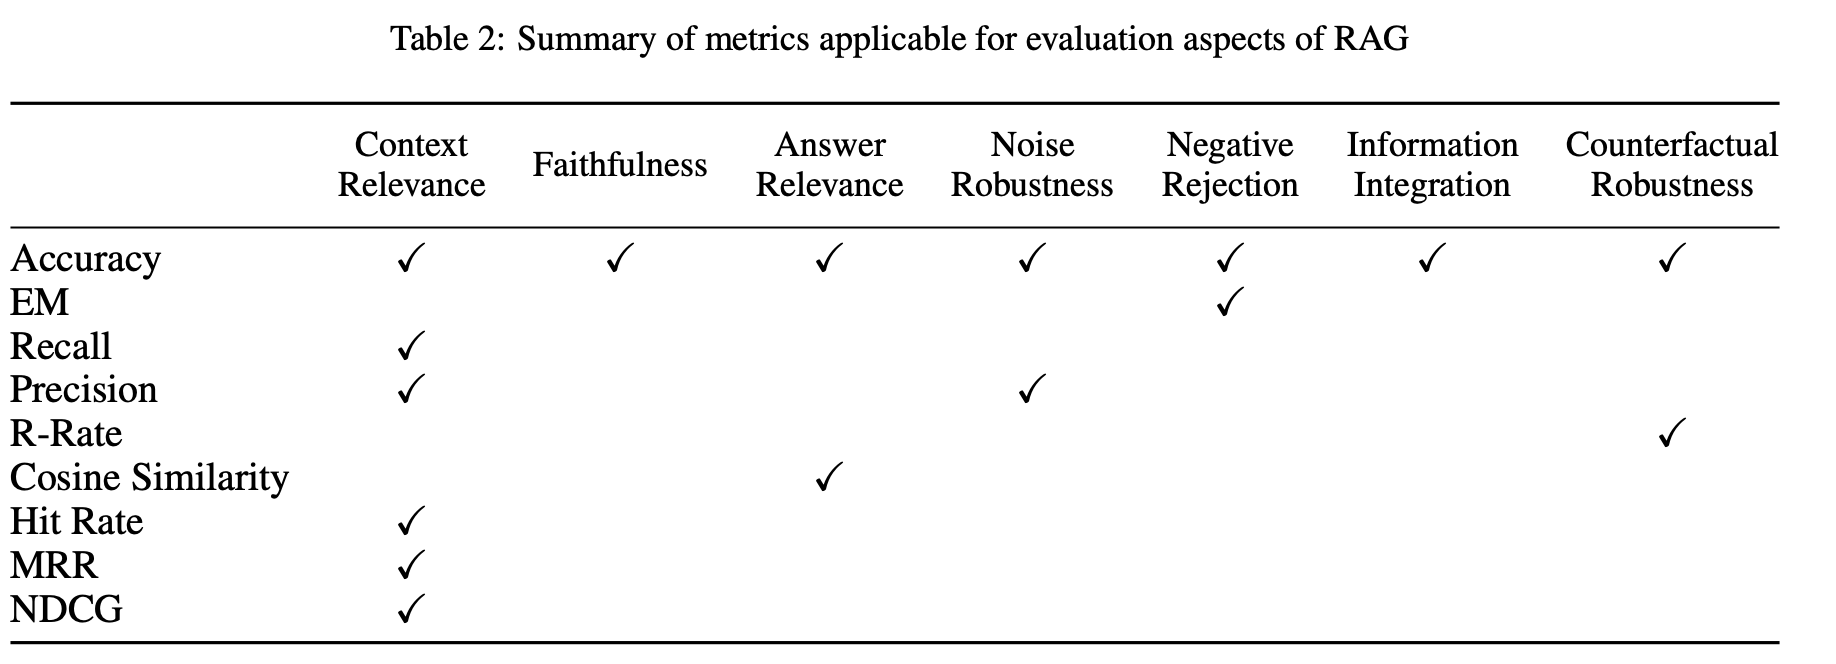 Table 2: Summary of metrics applicable for evaluation aspects of RAG
Context Relevance Faithfulness Answer Relevance Noise Robustness Negative Rejection Information Integration Counterfactual Robustness
Accuracy ✓ ✓ ✓ ✓ ✓ ✓ ✓
EM ✓
Recall ✓
Precision ✓ ✓
R-Rate ✓
Cosine Similarity ✓
Hit Rate ✓
MRR ✓
NDCG ✓